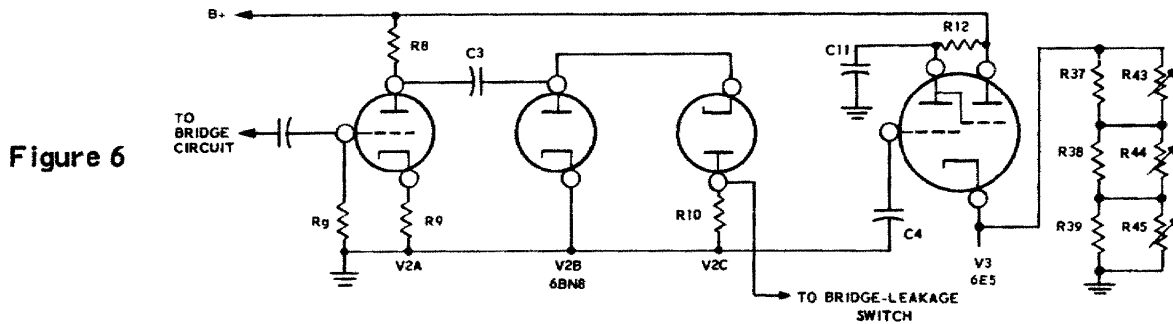 Figure 6
B+
R8
C3
TO
BRIDGE
CIRCUIT
Rg
R9
V2A
V2B
6BN8
R10
V2C
TO BRIDGE-LEAKAGE
SWITCH
C11
R12
C4
V3
6E5
R37
R43
R38
R44
R39
R45